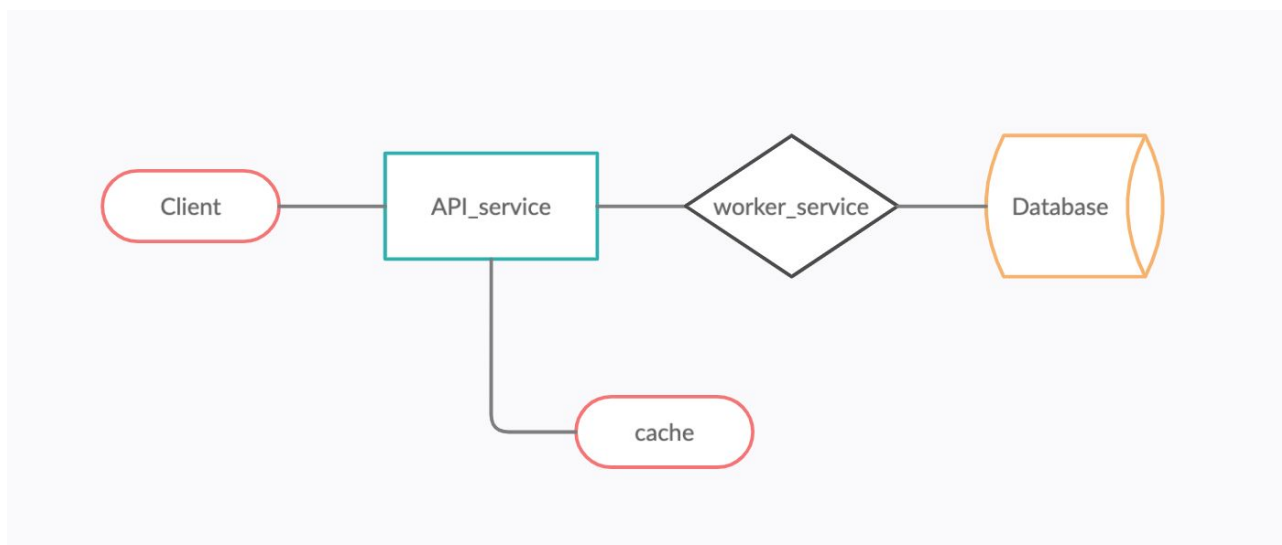 Client
API_service
worker_service
Database
cache